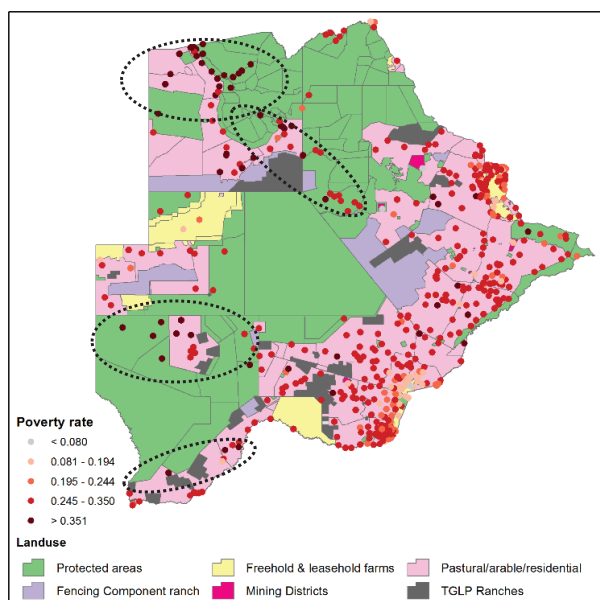 Poverty rate
< 0.080
0.081 - 0.194
0.195 - 0.244
0.245 - 0.350
> 0.351
Landuse
Protected areas
Freehold & leasehold farms
Pastural/arable/residential
Fencing Component ranch
Mining Districts
TGLP Ranches